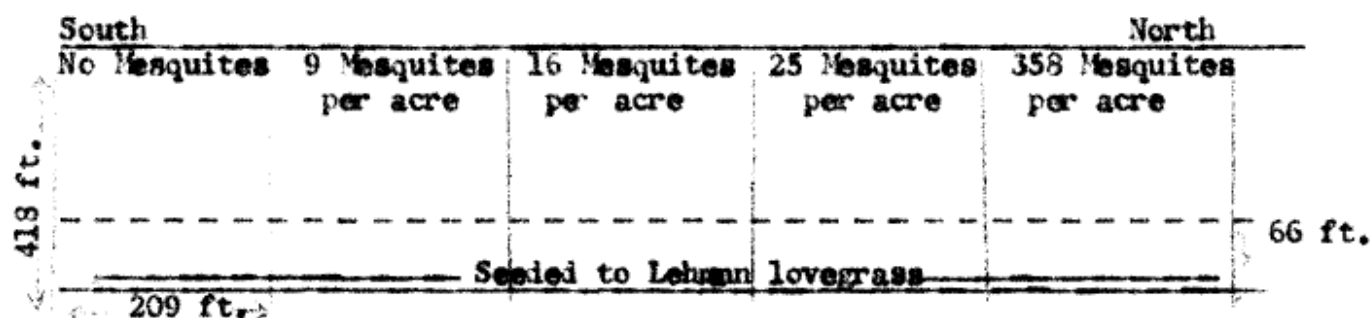 South North
No Mesquites 9 Mesquites 16 Mesquites 25 Mesquites 358 Mesquites
per acre per acre per acre per acre
418 ft.
66 ft.
Seeded to Lehman lovegrass
209 ft.